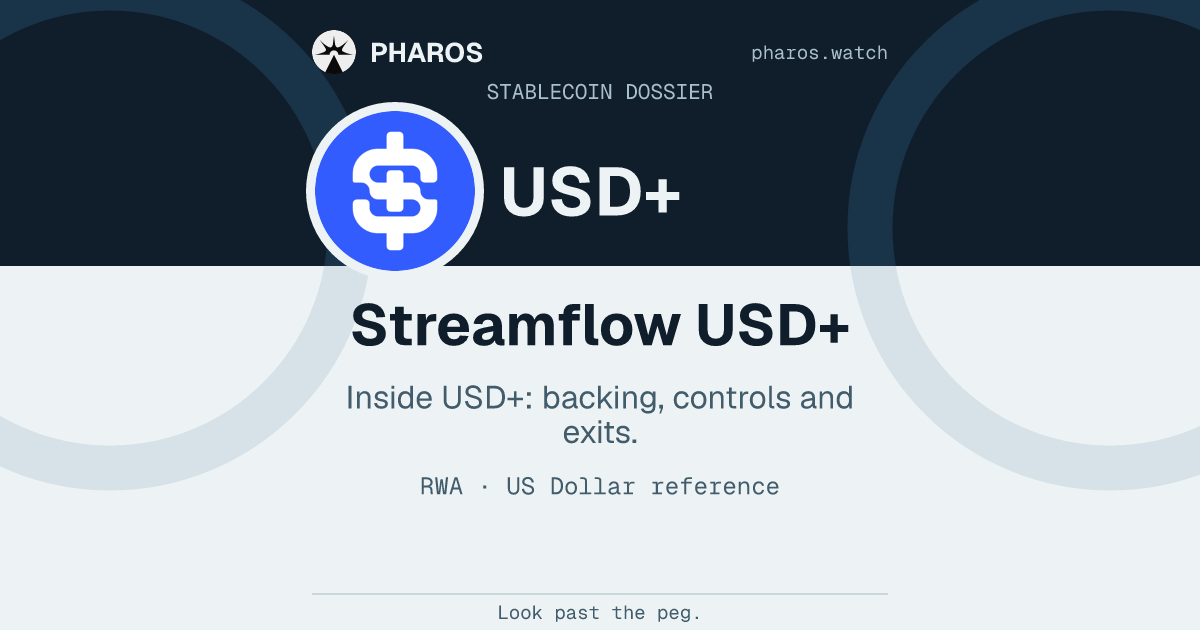 PHAROS
pharos.watch
STABLECOIN DOSSIER
USD+
Streamflow USD+
Inside USD+: backing, controls and
exits.
RWA · US Dollar reference
Look past the peg.